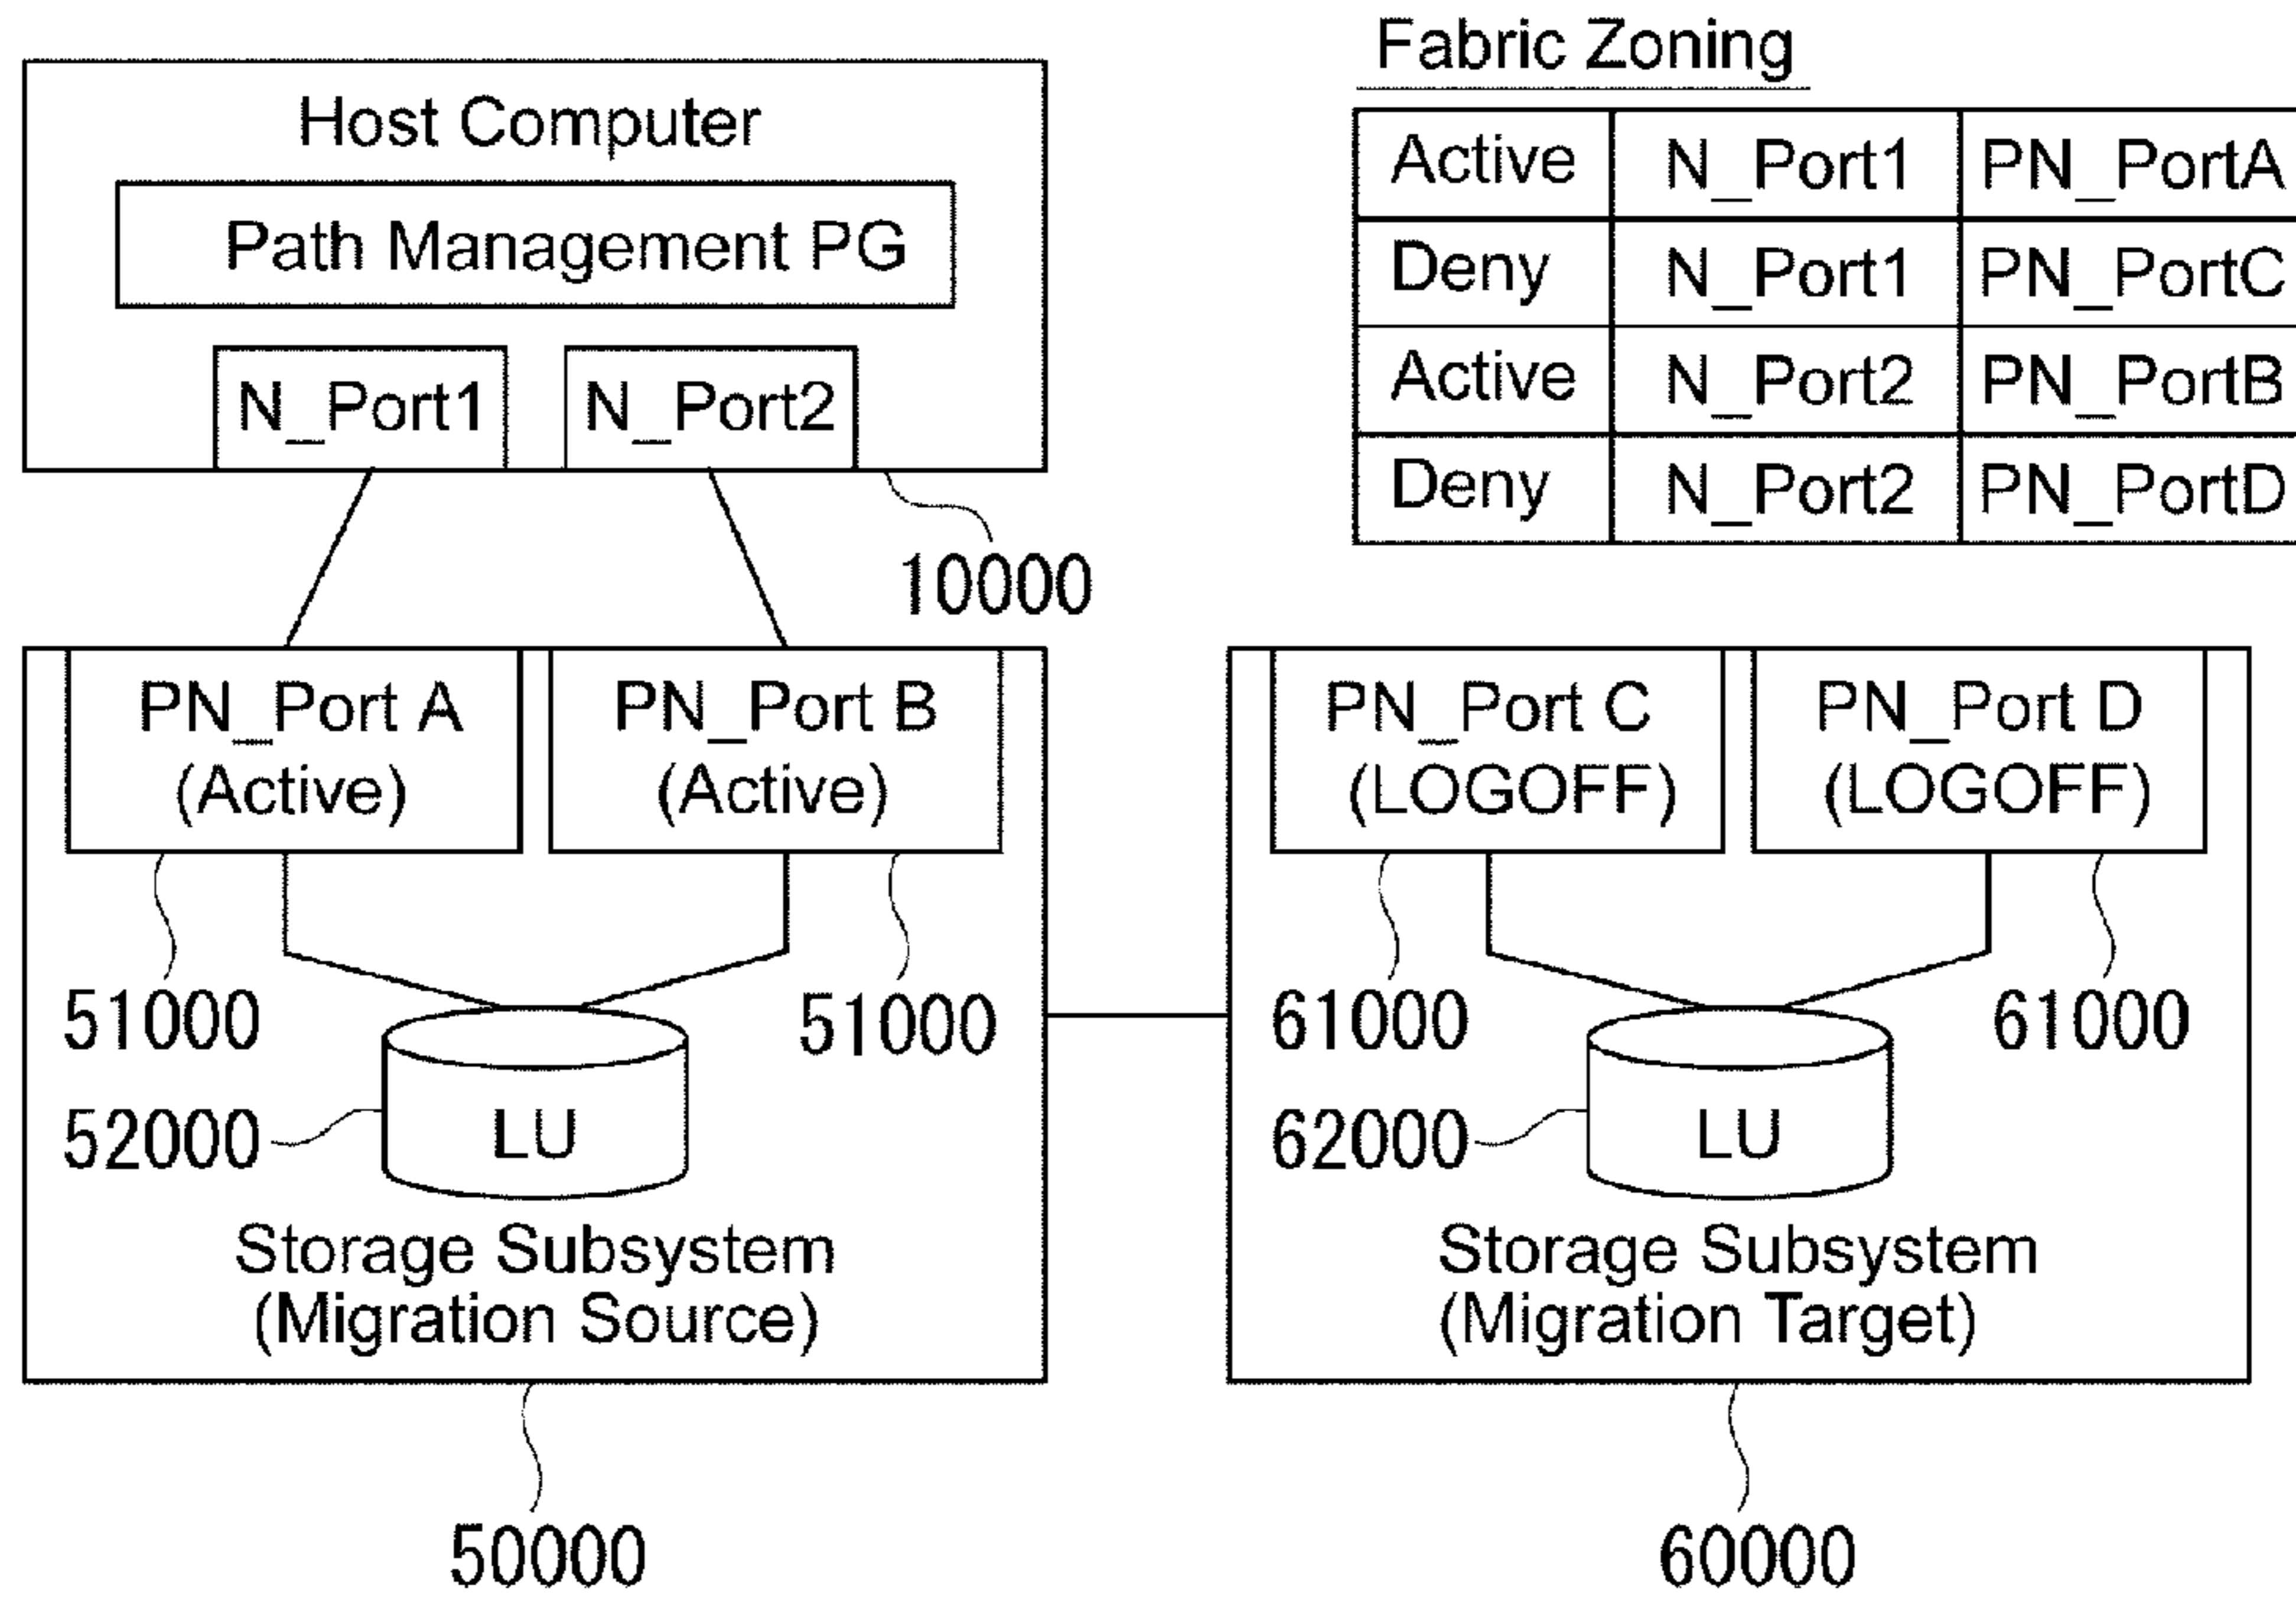 Host Computer
Path Management PG
N_Port1
N_Port2
10000
Fabric Zoning
Active N_Port1 PN_PortA
Deny N_Port1 PN_PortC
Active N_Port2 PN_PortB
Deny N_Port2 PN_PortD
PN_Port A
(Active)
PN_Port B
(Active)
51000
51000
52000
LU
Storage Subsystem
(Migration Source)
50000
PN_Port C
(LOGOFF)
PN_Port D
(LOGOFF)
61000
61000
62000
LU
Storage Subsystem
(Migration Target)
60000